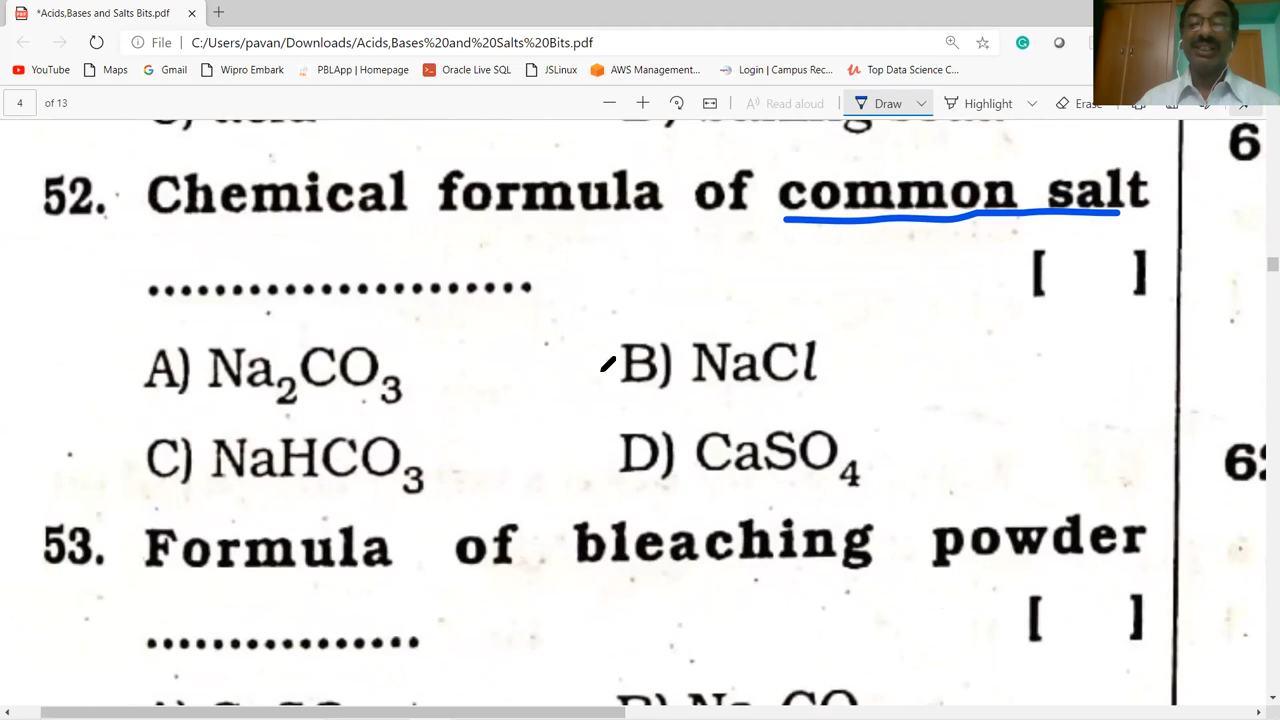 *Acids,Bases and Salts Bits.pdf
File C:/Users/pavan/Downloads/Acids,Bases%20and%20Salts%20Bits.pdf
YouTube Maps Gmail Wipro Embark PBLApp | Homepage Oracle Live SQL JSLinux AWS Management... Login | Campus Rec... Top Data Science C...
4 of 13 Read aloud Draw Highlight Erase
52. Chemical formula of common salt
...................... [ ]
A) Na₂CO₃ B) NaCl
C) NaHCO₃ D) CaSO₄
53. Formula of bleaching powder
................ [ ]
6